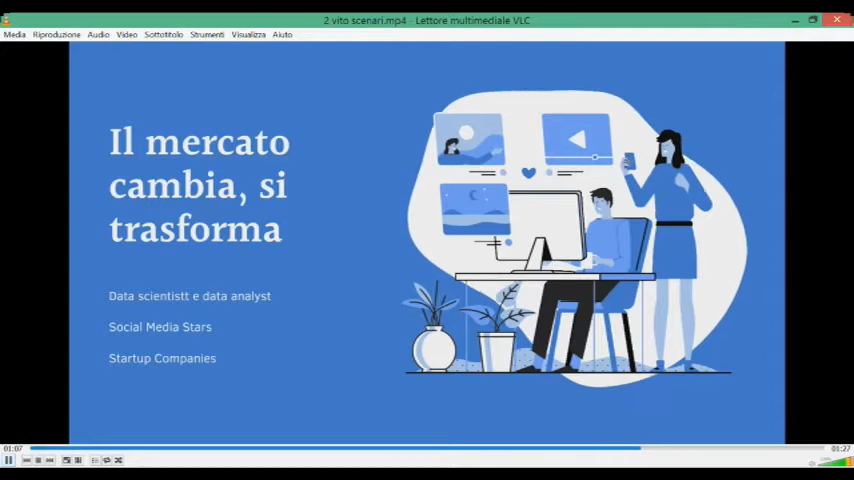 2 vito scenari.mp4 - Lettore multimediale VLC
Media Riproduzione Audio Video Sottotitolo Strumenti Visualizza Aiuto
Il mercato
cambia, si
trasforma
Data scientistt e data analyst
Social Media Stars
Startup Companies
01:07
01:27